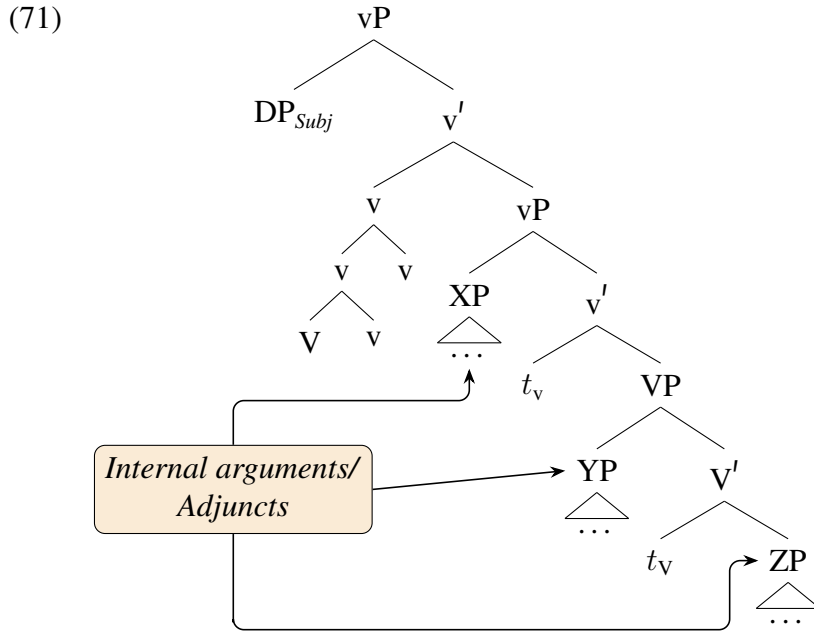 (71)
vP
DP_Subj v'
v vP
v v XP v'
V v ... t_v VP
Internal arguments/
Adjuncts
YP V'
... t_V ZP
...